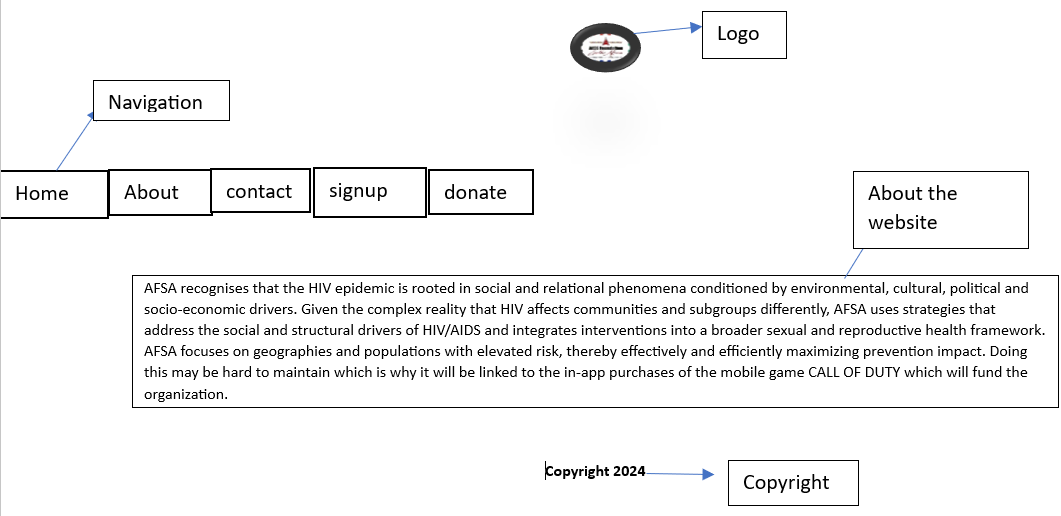 Logo
Navigation
Home
About
contact
signup
donate
About the
website
AFSA recognises that the HIV epidemic is rooted in social and relational phenomena conditioned by environmental, cultural, political and
socio-economic drivers. Given the complex reality that HIV affects communities and subgroups differently, AFSA uses strategies that
address the social and structural drivers of HIV/AIDS and integrates interventions into a broader sexual and reproductive health framework.
AFSA focuses on geographies and populations with elevated risk, thereby effectively and efficiently maximizing prevention impact. Doing
this may be hard to maintain which is why it will be linked to the in-app purchases of the mobile game CALL OF DUTY which will fund the
organization.
Copyright 2024
Copyright